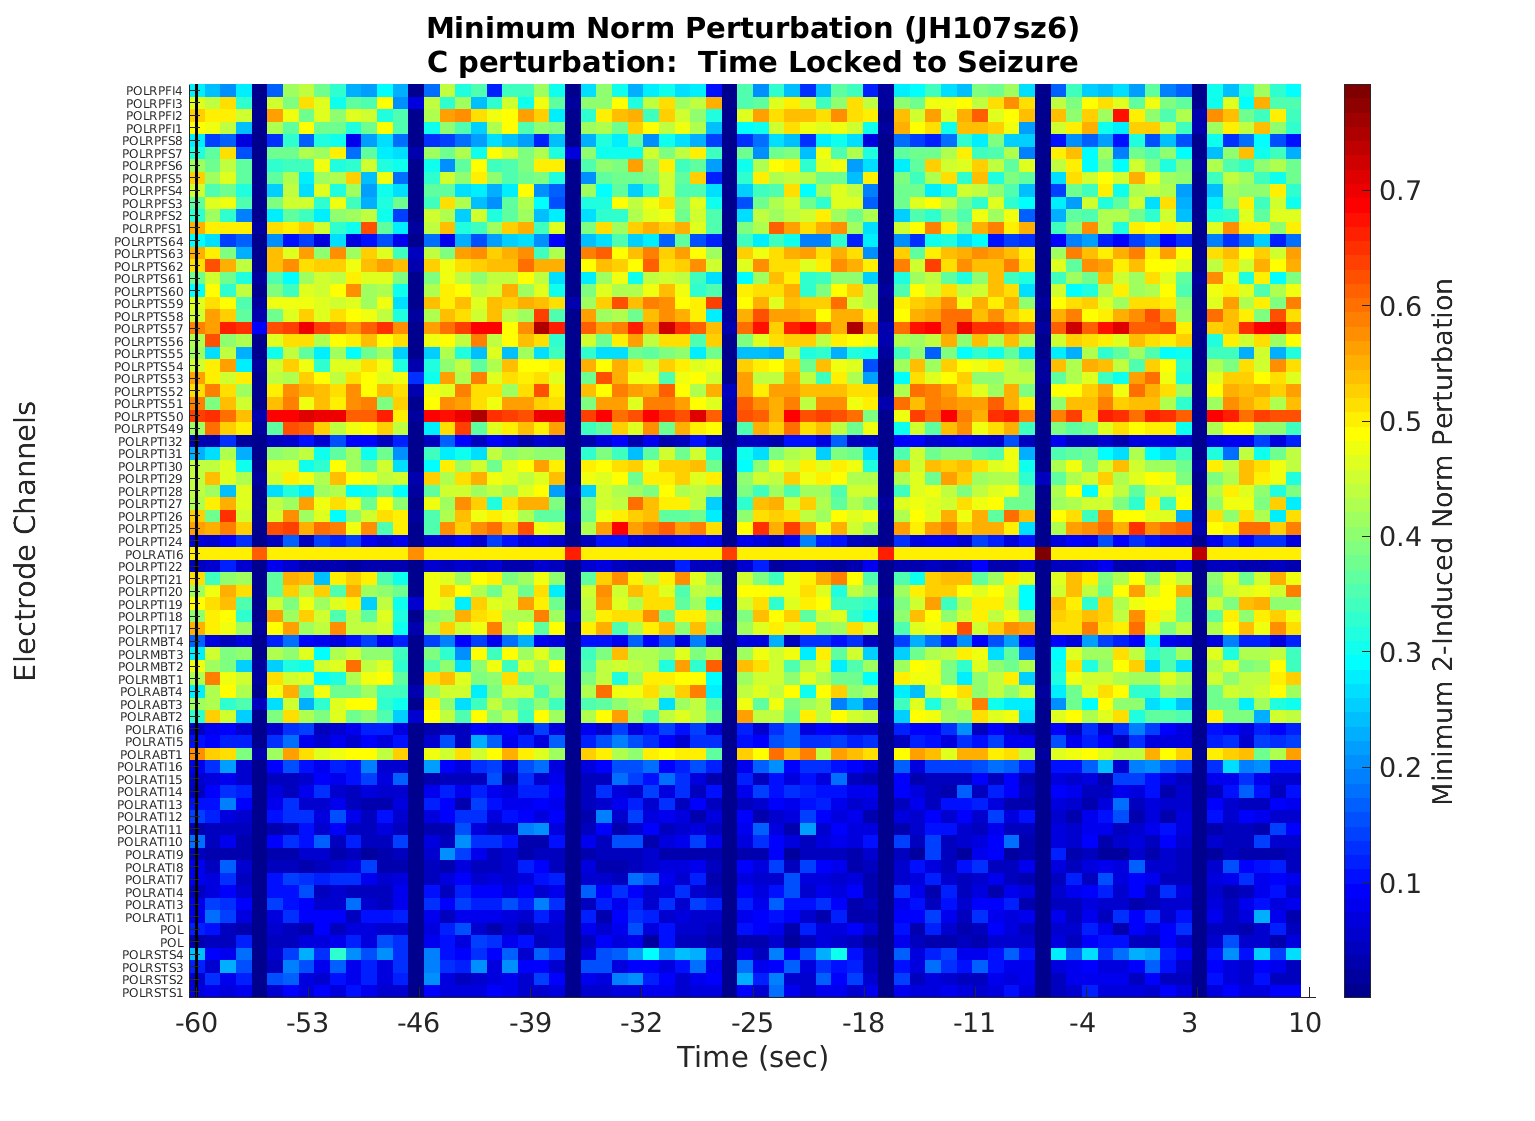 Minimum Norm Perturbation (JH107sz6)
C perturbation:  Time Locked to Seizure
Electrode Channels
POLRPFI4
POLRPFI3
POLRPFI2
POLRPFI1
POLRPFS8
POLRPFS7
POLRPFS6
POLRPFS5
POLRPFS4
POLRPFS3
POLRPFS2
POLRPFS1
POLRPTS64
POLRPTS63
POLRPTS62
POLRPTS61
POLRPTS60
POLRPTS59
POLRPTS58
POLRPTS57
POLRPTS56
POLRPTS55
POLRPTS54
POLRPTS53
POLRPTS52
POLRPTS51
POLRPTS50
POLRPTS49
POLRPTI32
POLRPTI31
POLRPTI30
POLRPTI29
POLRPTI28
POLRPTI27
POLRPTI26
POLRPTI25
POLRPTI24
POLRATI6
POLRPTI22
POLRPTI21
POLRPTI20
POLRPTI19
POLRPTI18
POLRPTI17
POLRMBT4
POLRMBT3
POLRMBT2
POLRMBT1
POLRABT4
POLRABT3
POLRABT2
POLRATI6
POLRATI5
POLRABT1
POLRATI16
POLRATI15
POLRATI14
POLRATI13
POLRATI12
POLRATI11
POLRATI10
POLRATI9
POLRATI8
POLRATI7
POLRATI4
POLRATI3
POLRATI1
POL
POL
POLRSTS4
POLRSTS3
POLRSTS2
POLRSTS1
-60 -53 -46 -39 -32 -25 -18 -11 -4 3 10
Time (sec)
0.7
0.6
0.5
0.4
0.3
0.2
0.1
Minimum 2-Induced Norm Perturbation